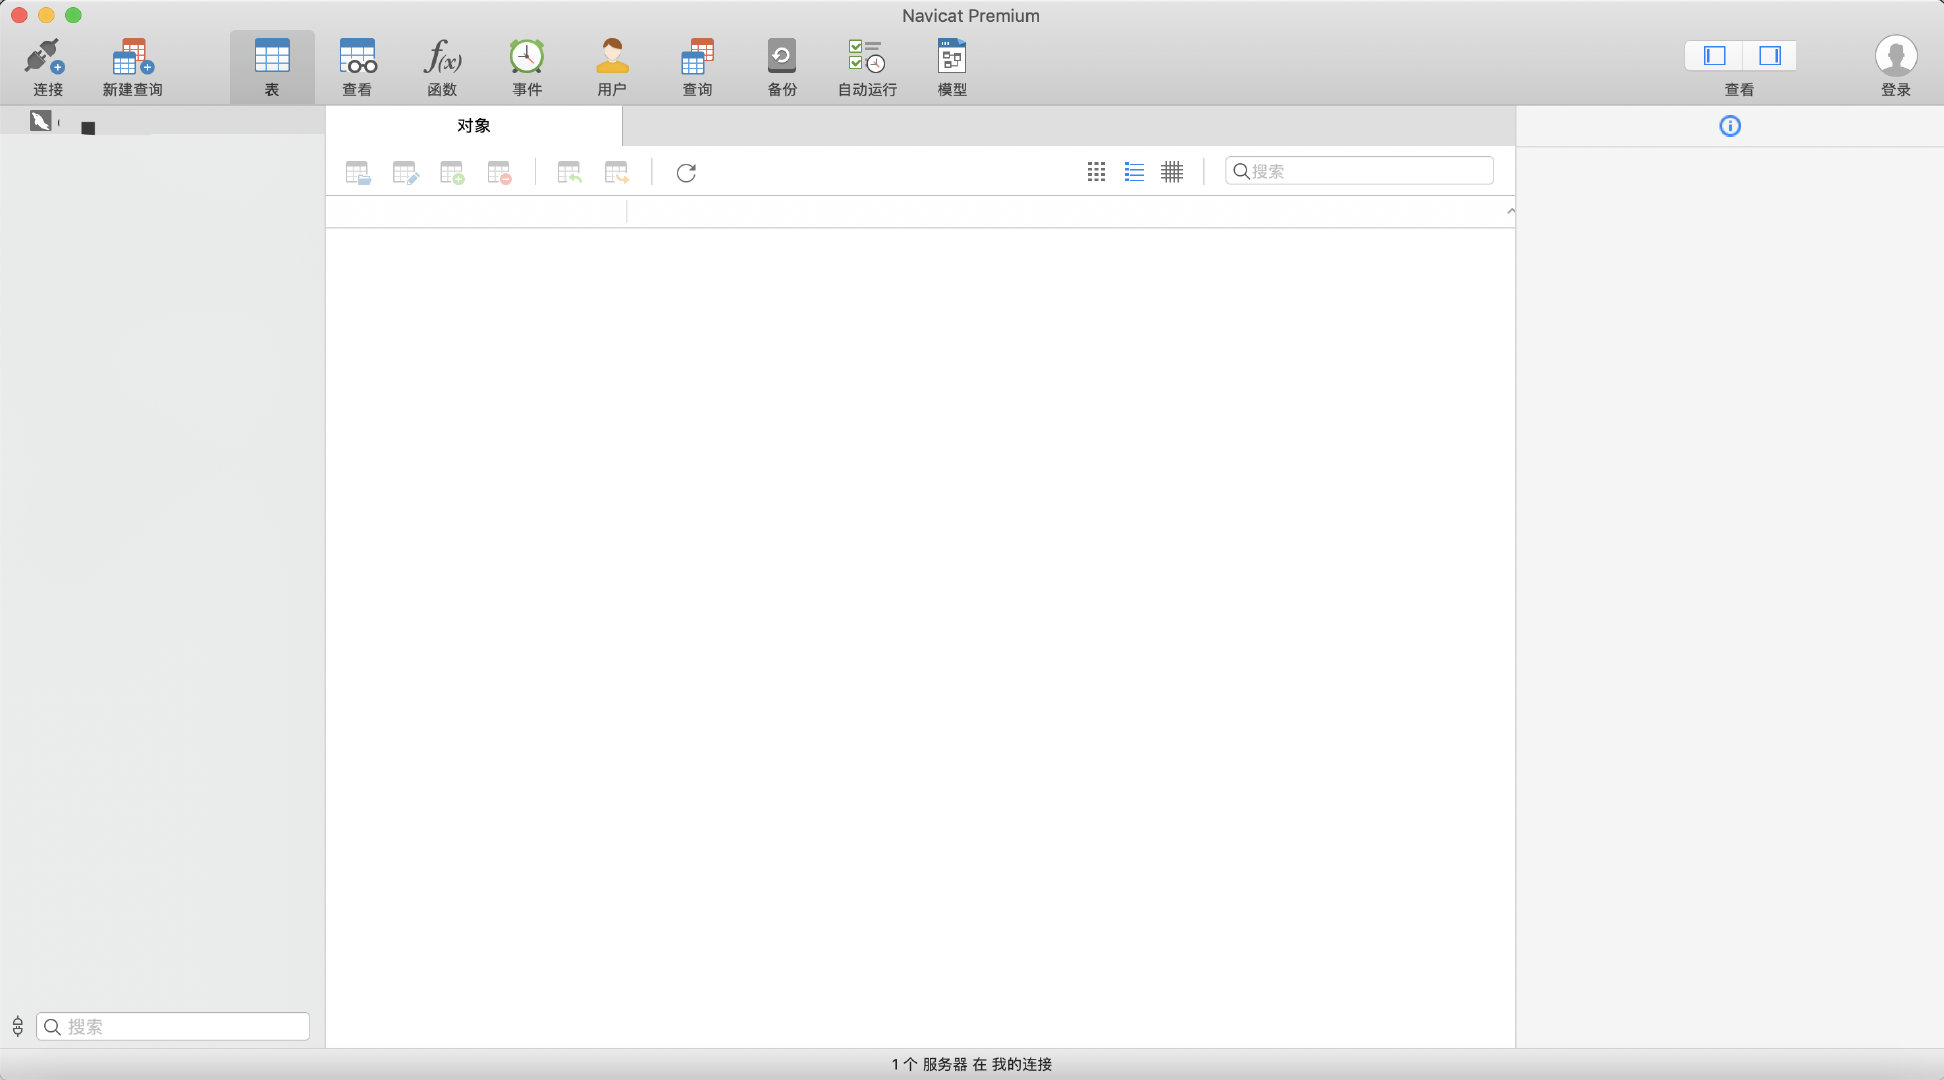 Navicat Premium
连接
新建查询
表
查看
函数
事件
用户
查询
备份
自动运行
模型
查看
登录
对象
搜索
搜索
1 个 服务器 在 我的连接